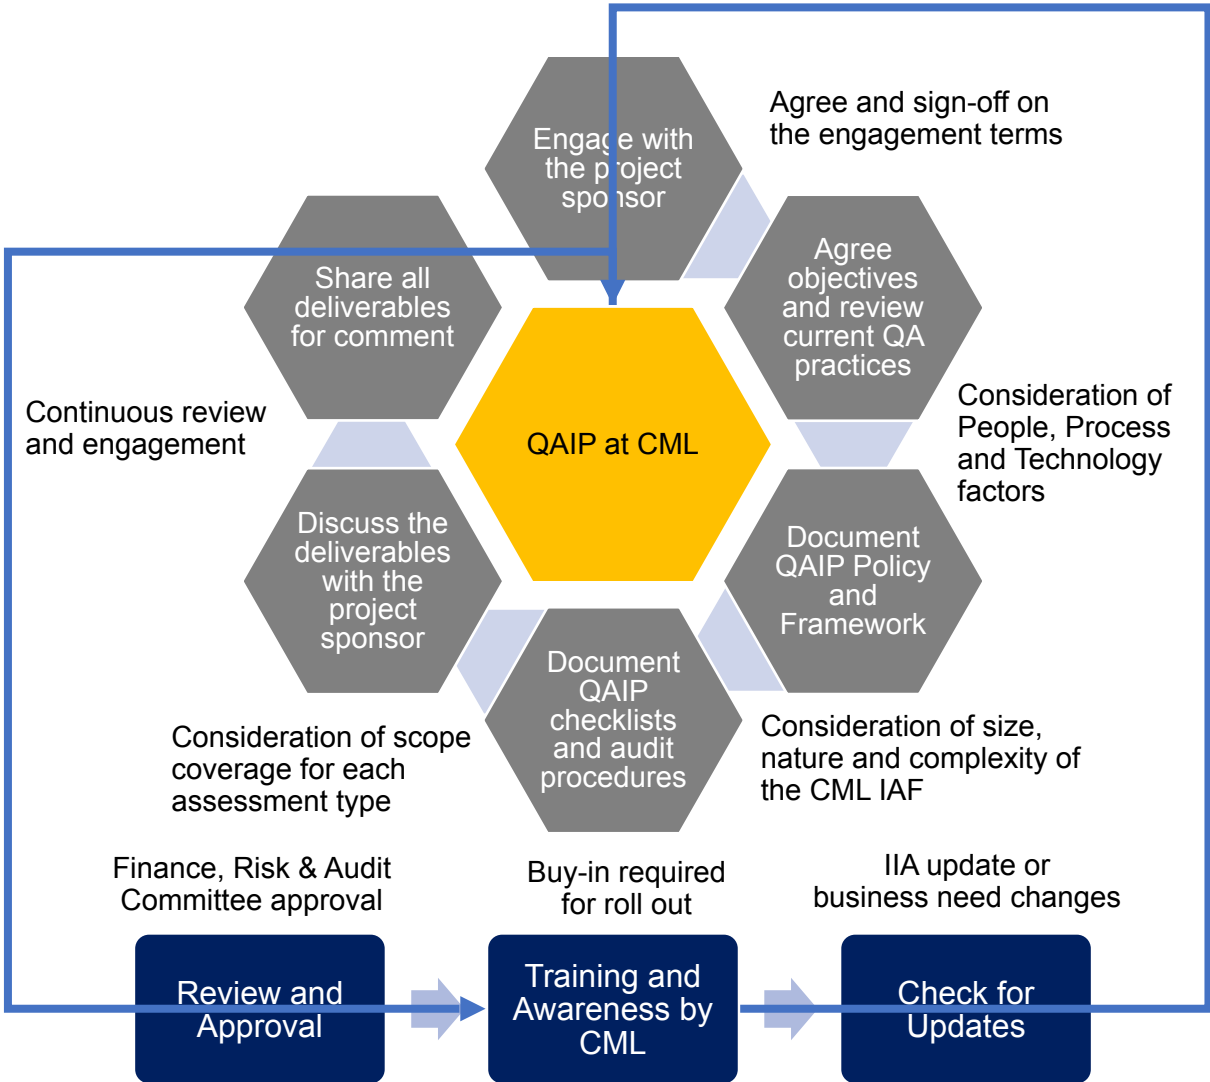 Engage with
the project
sponsor
Agree and sign-off on
the engagement terms
Share all
deliverables
for comment
Agree
objectives
and review
current QA
practices
Continuous review
and engagement
QAIP at CML
Consideration of
People, Process
and Technology
factors
Discuss the
deliverables
with the
project
sponsor
Document
QAIP Policy
and
Framework
Document
QAIP
checklists
and audit
procedures
Consideration of scope
coverage for each
assessment type
Consideration of size,
nature and complexity of
the CML IAF
Finance, Risk & Audit
Committee approval
Buy-in required
for roll out
IIA update or
business need changes
Review and
Approval
Training and
Awareness by
CML
Check for
Updates